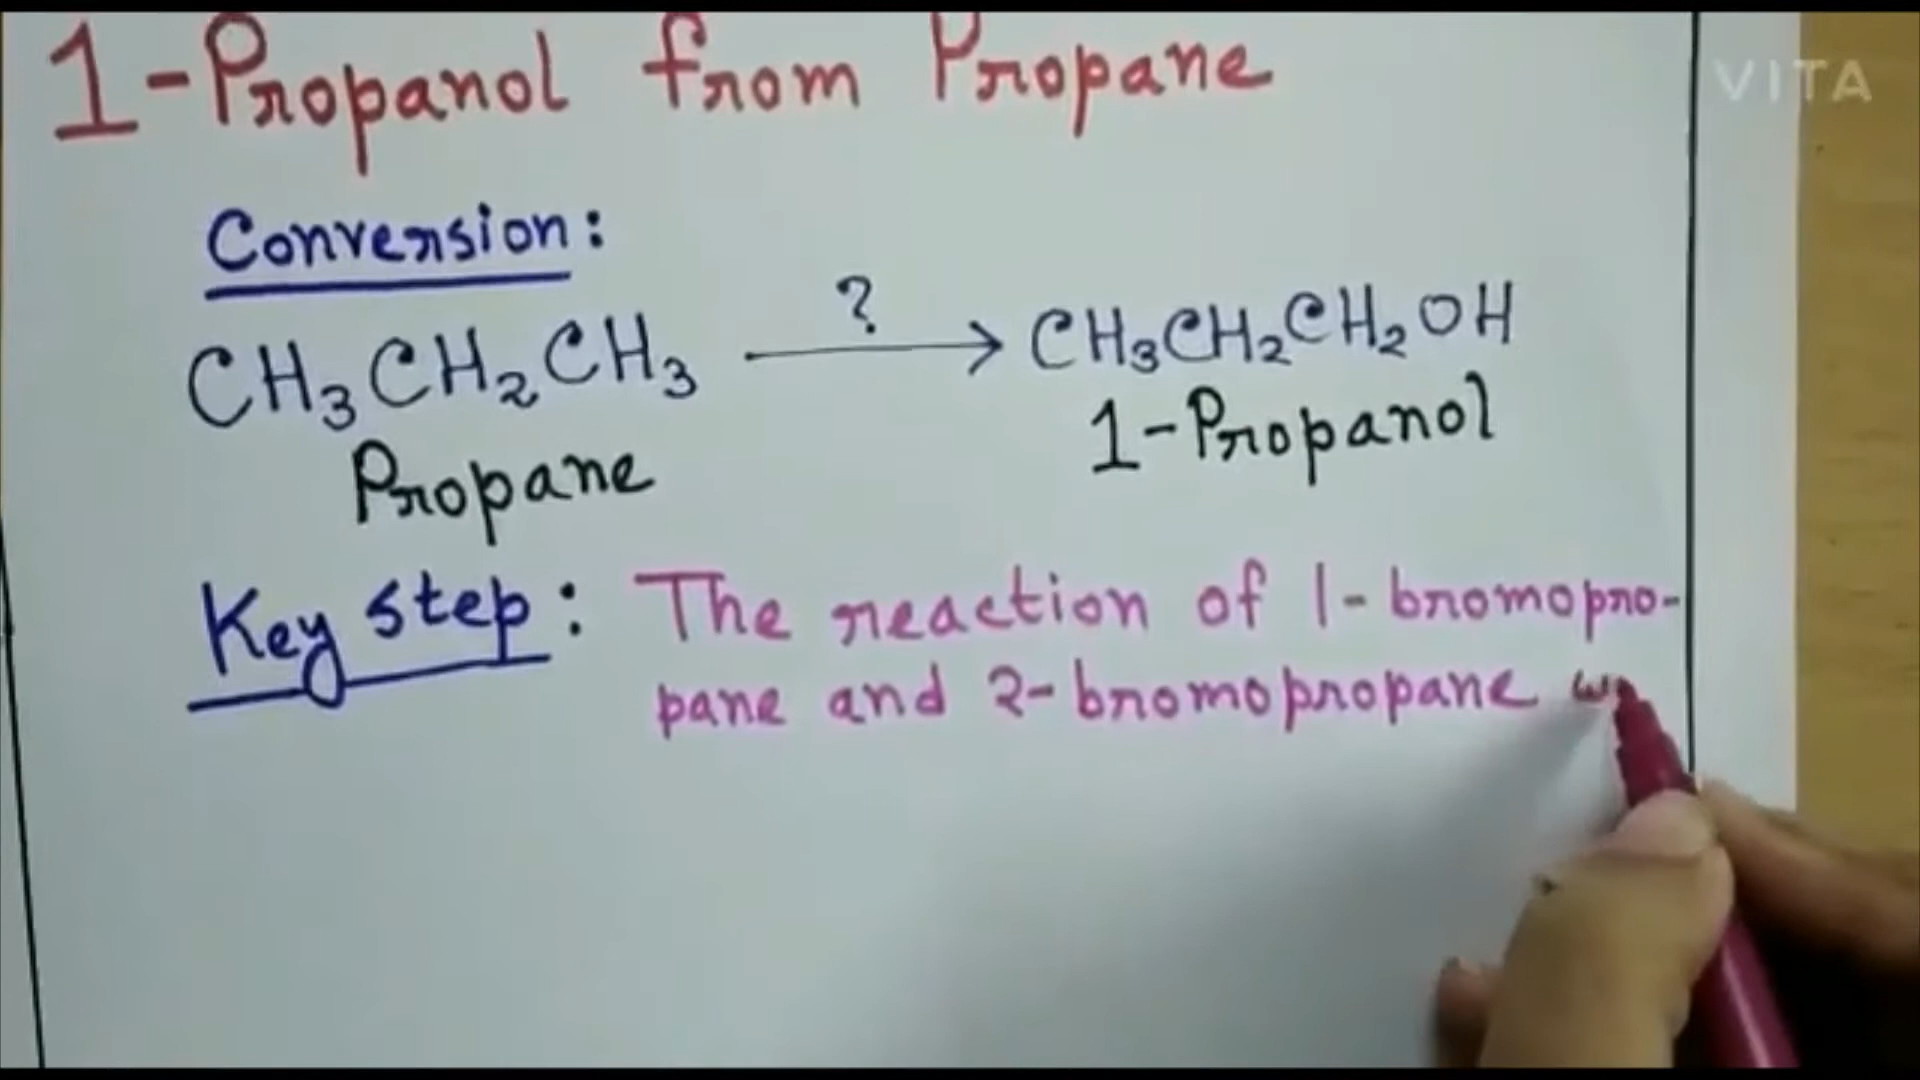 1-Propanol from Propane
VITA
Conversion:
CH₃CH₂CH₃ ⟶ ? CH₃CH₂CH₂OH
Propane 1-Propanol
Key step: The reaction of 1-bromopro-
pane and 2-bromopropane